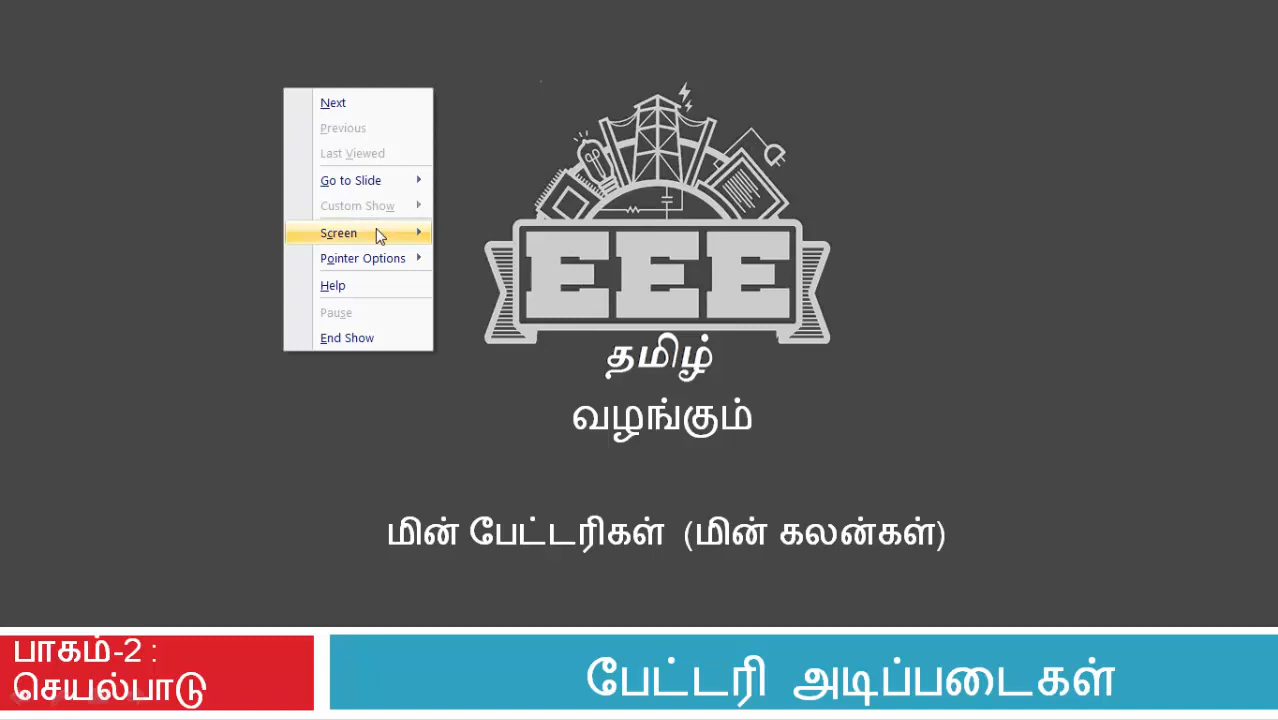 Next
Previous
Last Viewed
Go to Slide
Custom Show
Screen
Pointer Options
Help
Pause
End Show
EEE
தமிழ்
வழங்கும்
மின் பேட்டரிகள் (மின் கலன்கள்)
பாகம்-2 :
செயல்பாடு
பேட்டரி அடிப்படைகள்